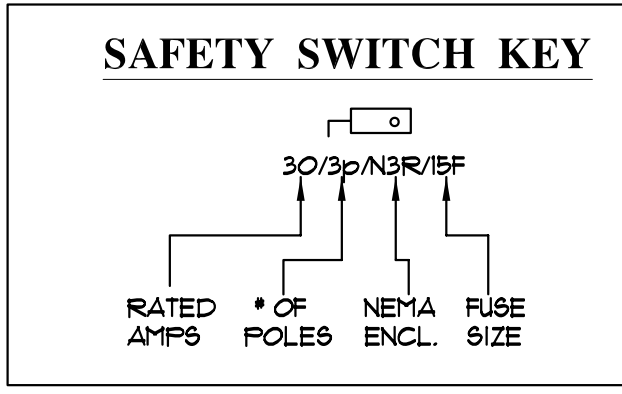 SAFETY SWITCH KEY
30/3p/N3R/15F
RATED # OF NEMA FUSE
AMPS POLES ENCL. SIZE